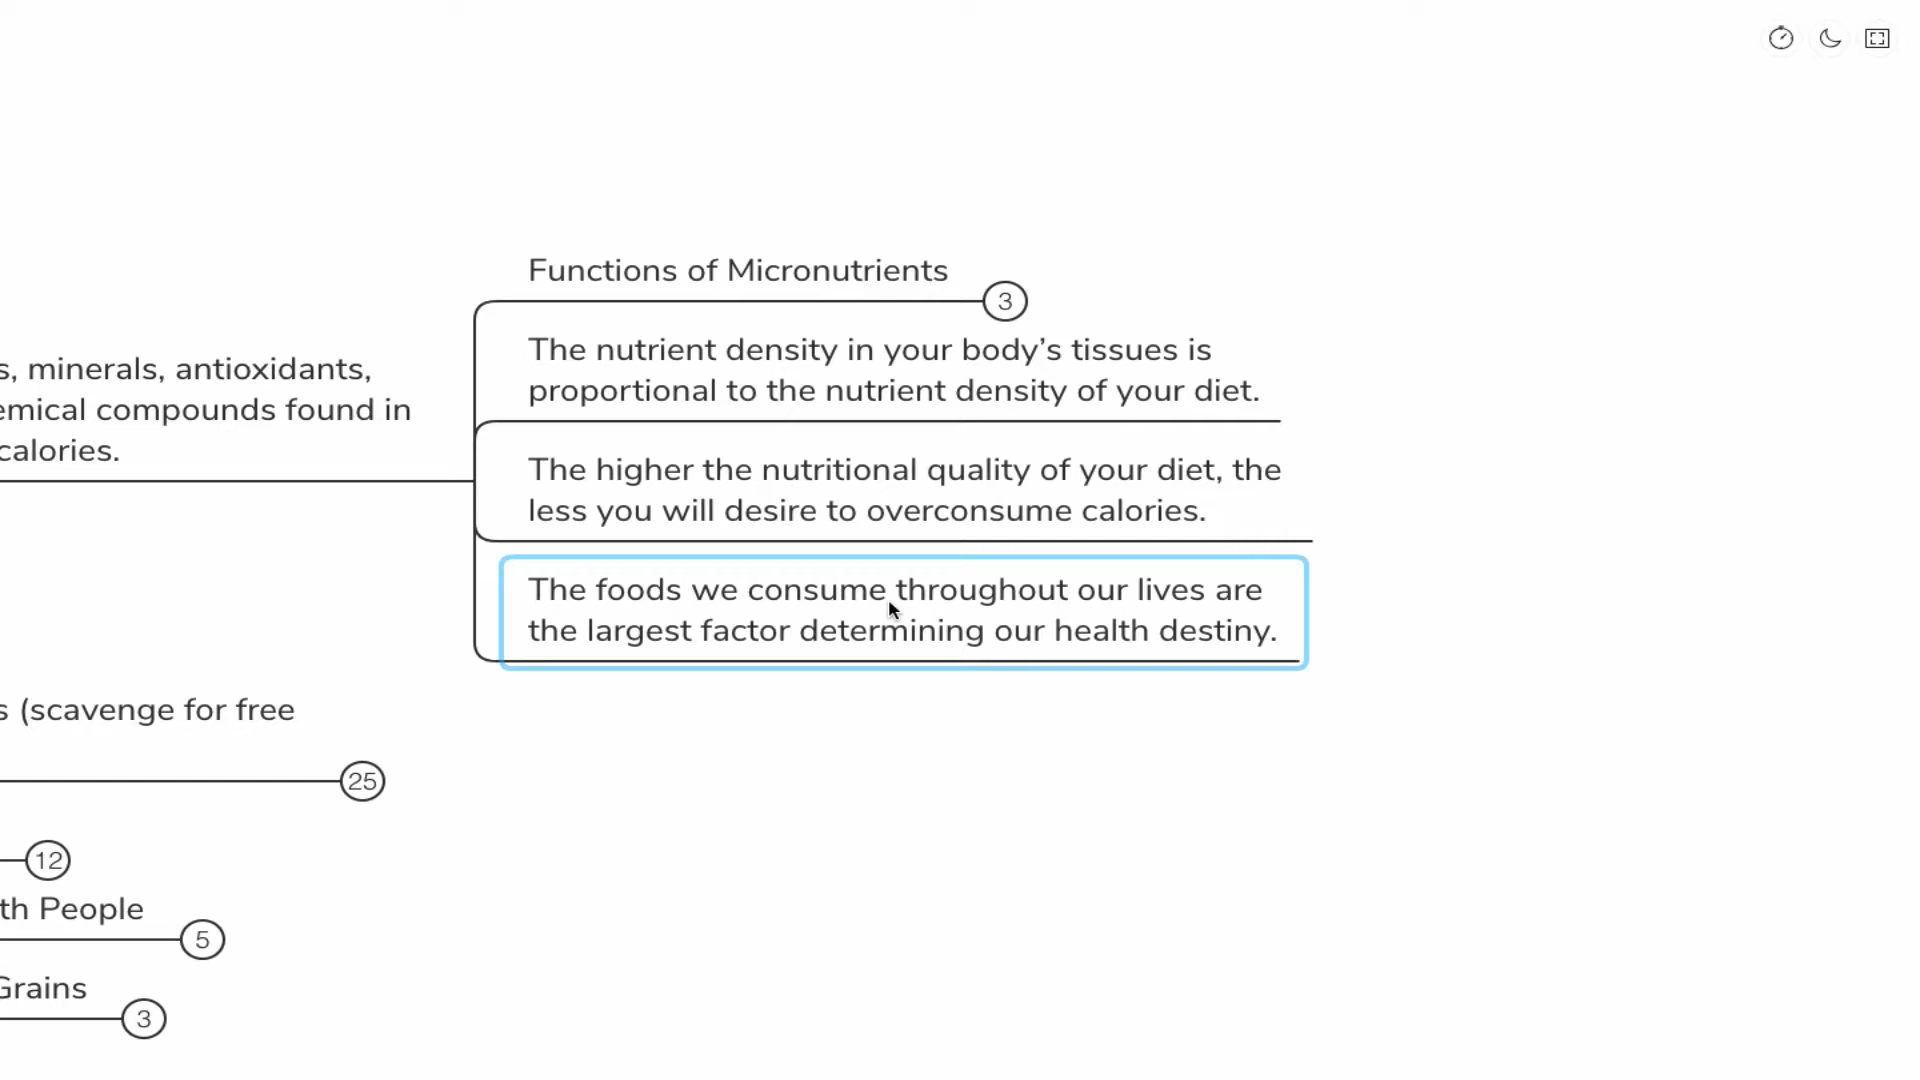 s, minerals, antioxidants,
emical compounds found in
calories.
Functions of Micronutrients
3
The nutrient density in your body’s tissues is
proportional to the nutrient density of your diet.
The higher the nutritional quality of your diet, the
less you will desire to overconsume calories.
The foods we consume throughout our lives are
the largest factor determining our health destiny.
s (scavenge for free
25
12
th People
5
Grains
3